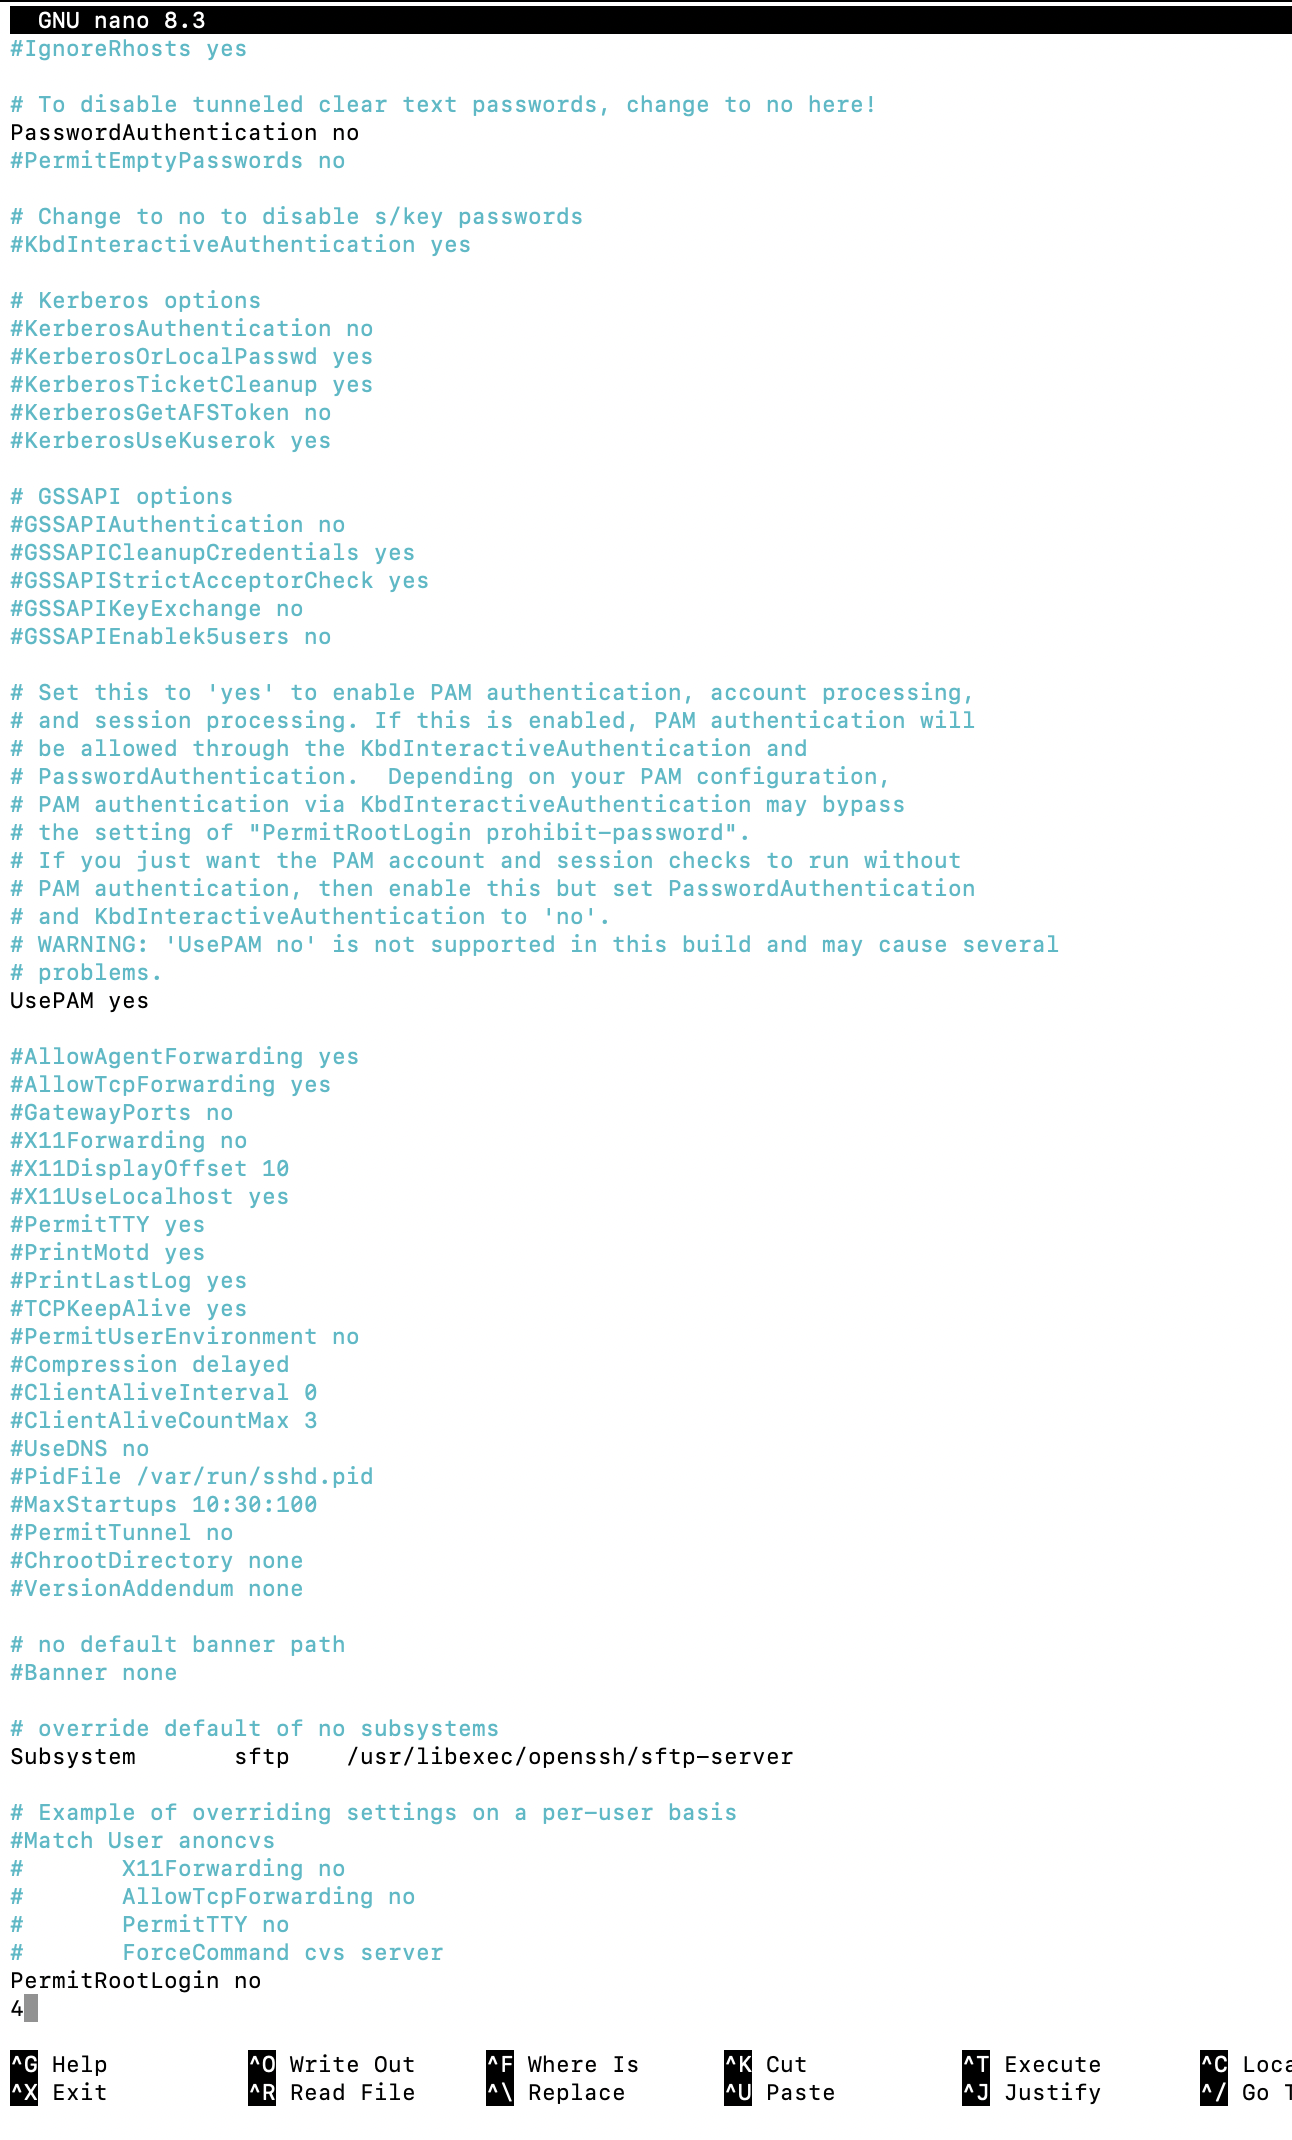 GNU nano 8.3
#IgnoreRhosts yes
# To disable tunneled clear text passwords, change to no here!
PasswordAuthentication no
#PermitEmptyPasswords no
# Change to no to disable s/key passwords
#KbdInteractiveAuthentication yes
# Kerberos options
#KerberosAuthentication no
#KerberosOrLocalPasswd yes
#KerberosTicketCleanup yes
#KerberosGetAFSToken no
#KerberosUseKuserok yes
# GSSAPI options
#GSSAPIAuthentication no
#GSSAPICleanupCredentials yes
#GSSAPIStrictAcceptorCheck yes
#GSSAPIKeyExchange no
#GSSAPIEnablek5users no
# Set this to 'yes' to enable PAM authentication, account processing,
# and session processing. If this is enabled, PAM authentication will
# be allowed through the KbdInteractiveAuthentication and
# PasswordAuthentication.  Depending on your PAM configuration,
# PAM authentication via KbdInteractiveAuthentication may bypass
# the setting of "PermitRootLogin prohibit-password".
# If you just want the PAM account and session checks to run without
# PAM authentication, then enable this but set PasswordAuthentication
# and KbdInteractiveAuthentication to 'no'.
# WARNING: 'UsePAM no' is not supported in this build and may cause several
# problems.
UsePAM yes
#AllowAgentForwarding yes
#AllowTcpForwarding yes
#GatewayPorts no
#X11Forwarding no
#X11DisplayOffset 10
#X11UseLocalhost yes
#PermitTTY yes
#PrintMotd yes
#PrintLastLog yes
#TCPKeepAlive yes
#PermitUserEnvironment no
#Compression delayed
#ClientAliveInterval 0
#ClientAliveCountMax 3
#UseDNS no
#PidFile /var/run/sshd.pid
#MaxStartups 10:30:100
#PermitTunnel no
#ChrootDirectory none
#VersionAddendum none
# no default banner path
#Banner none
# override default of no subsystems
Subsystem       sftp    /usr/libexec/openssh/sftp-server
# Example of overriding settings on a per-user basis
#Match User anoncvs
#       X11Forwarding no
#       AllowTcpForwarding no
#       PermitTTY no
#       ForceCommand cvs server
PermitRootLogin no
4
^G Help ^O Write Out ^F Where Is ^K Cut ^T Execute ^C Loca
^X Exit ^R Read File ^\ Replace ^U Paste ^J Justify ^/ Go T